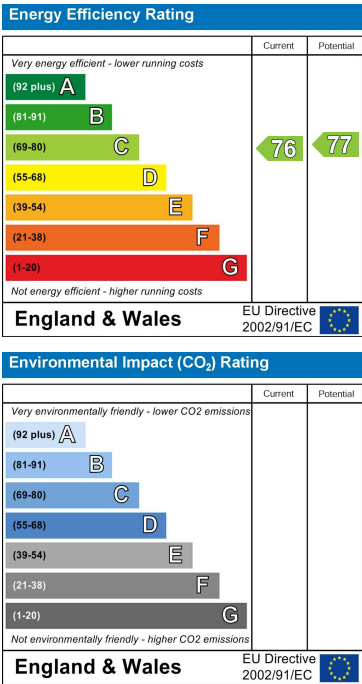 Energy Efficiency Rating
Current Potential
Very energy efficient - lower running costs
(92 plus) A
(81-91) B
(69-80) C 76 77
(55-68) D
(39-54) E
(21-38) F
(1-20) G
Not energy efficient - higher running costs
England & Wales EU Directive
2002/91/EC
Environmental Impact (CO₂) Rating
Current Potential
Very environmentally friendly - lower CO2 emissions
(92 plus) A
(81-91) B
(69-80) C
(55-68) D
(39-54) E
(21-38) F
(1-20) G
Not environmentally friendly - higher CO2 emissions
England & Wales EU Directive
2002/91/EC